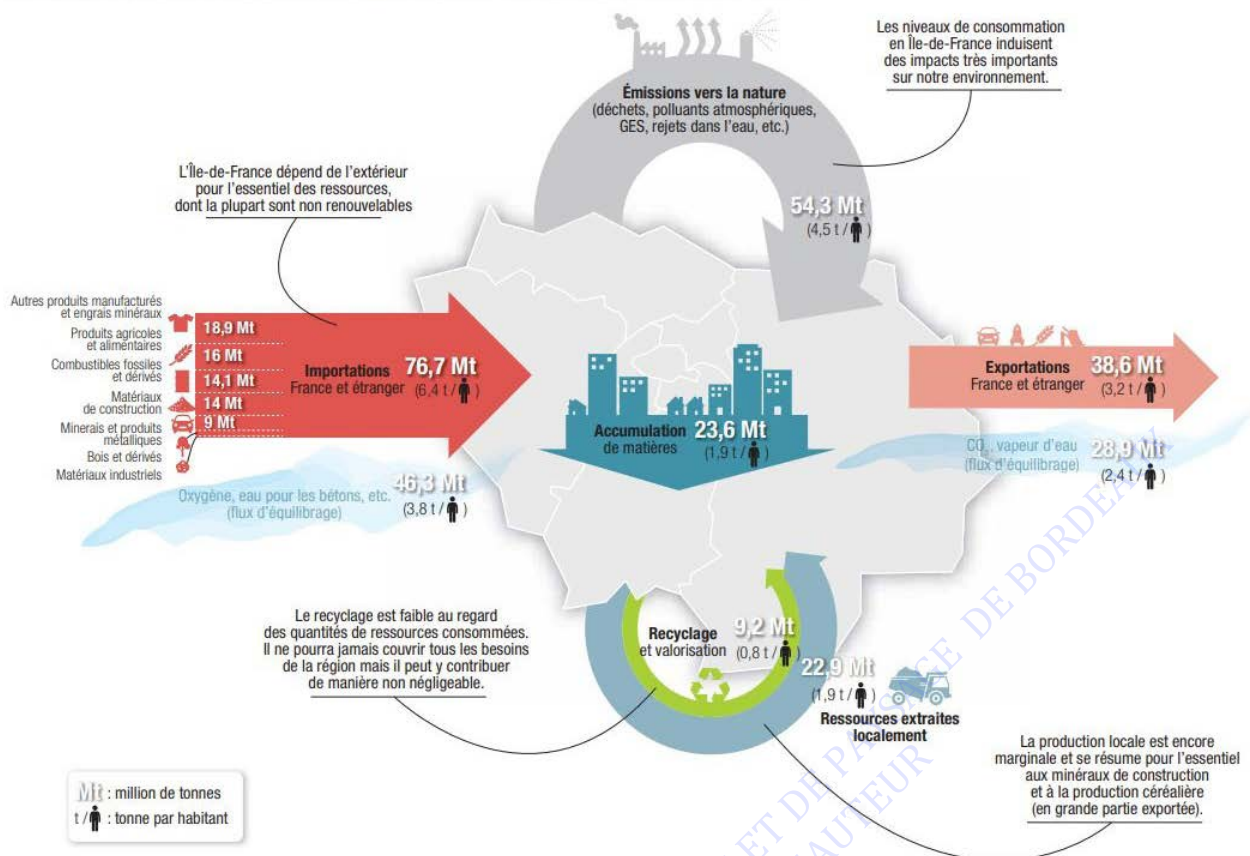 Les niveaux de consommation
en Île-de-France induisent
des impacts très importants
sur notre environnement.
Émissions vers la nature
(déchets, polluants atmosphériques,
GES, rejets dans l'eau, etc.)
54,3 Mt
(4,5 t / )
L'Île-de-France dépend de l'extérieur
pour l'essentiel des ressources,
dont la plupart sont non renouvelables
Autres produits manufacturés
et engrais minéraux
Produits agricoles
et alimentaires
Combustibles fossiles
et dérivés
Matériaux
de construction
Minerais et produits
métalliques
Bois et dérivés
Matériaux industriels
18,9 Mt
16 Mt
14,1 Mt
14 Mt
9 Mt
Importations 76,7 Mt
France et étranger (6,4 t / )
Exportations 38,6 Mt
France et étranger (3,2 t / )
Accumulation 23,6 Mt
de matières (1,9 t / )
CO2, vapeur d'eau 28,9 Mt
(flux d'équilibrage) (2,4 t / )
Oxygène, eau pour les bétons, etc. 46,3 Mt
(flux d'équilibrage) (3,8 t / )
Le recyclage est faible au regard
des quantités de ressources consommées.
Il ne pourra jamais couvrir tous les besoins
de la région mais il peut y contribuer
de manière non négligeable.
Recyclage 9,2 Mt
et valorisation (0,8 t / )
22,9 Mt
(1,9 t / )
Ressources extraites
localement
La production locale est encore
marginale et se résume pour l'essentiel
aux minéraux de construction
et à la production céréalière
(en grande partie exportée).
Mt : million de tonnes
t / : tonne par habitant
ET DE PAYSAGE DE BORDEAUX
AUTEUR